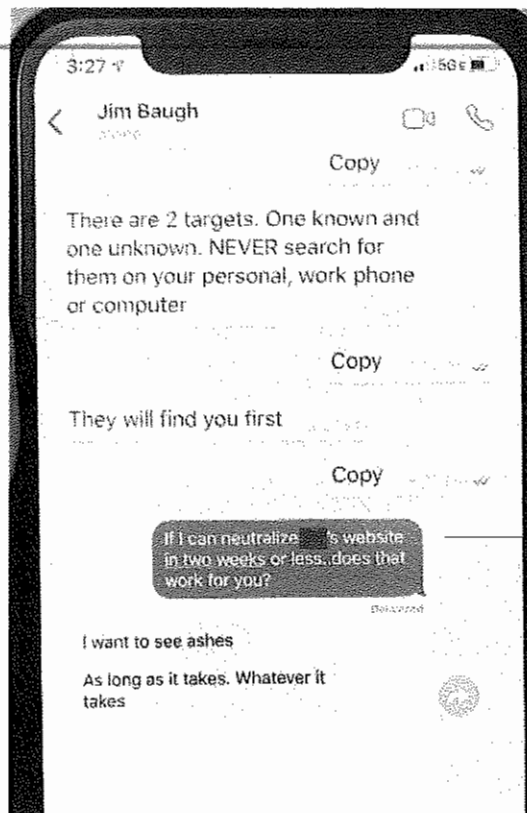 3:27
5G
Jim Baugh
Copy
There are 2 targets. One known and
one unknown. NEVER search for
them on your personal, work phone
or computer
Copy
They will find you first
Copy
If I can neutralize 's website
in two weeks or less..does that
work for you?
Delivered
I want to see ashes
As long as it takes. Whatever it
takes